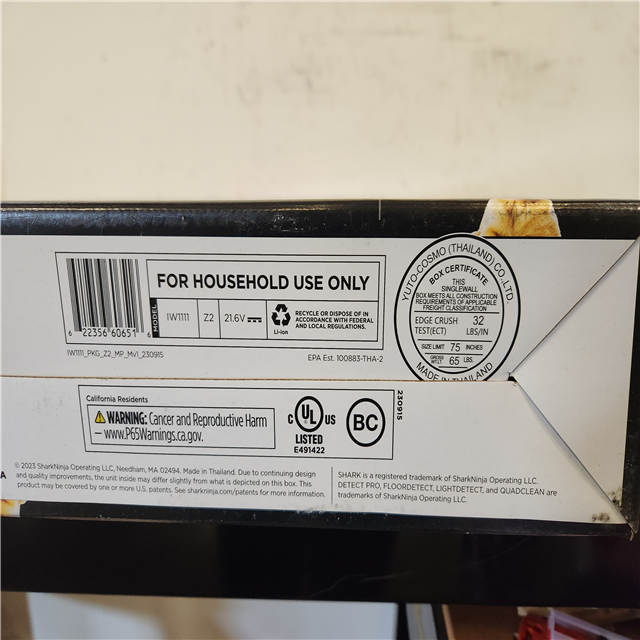 FOR HOUSEHOLD USE ONLY
MODEL
IW1111
Z2
21.6V
Li-ion
RECYCLE OR DISPOSE OF IN
ACCORDANCE WITH FEDERAL
AND LOCAL REGULATIONS.
6 22356 60651 6
IW1111_PKG_Z2_MP_Mv1_230915
EPA Est. 100883-THA-2
YUTO-COSMO (THAILAND) CO.,LTD.
BOX CERTIFICATE
THIS
SINGLEWALL
BOX MEETS ALL CONSTRUCTION
REQUIREMENTS OF APPLICABLE
FREIGHT CLASSIFICATION
EDGE CRUSH 32
TEST(ECT) LBS/IN
SIZE LIMIT 75 INCHES
GROSS
WT.LT. 65 LBS.
MADE IN THAILAND
California Residents
WARNING: Cancer and Reproductive Harm
– www.P65Warnings.ca.gov.
C UL US
LISTED
E491422
BC
230915
A
© 2023 SharkNinja Operating LLC, Needham, MA 02494. Made in Thailand. Due to continuing design
and quality improvements, the unit inside may differ slightly from what is depicted on this box. This
product may be covered by one or more U.S. patents. See sharkninja.com/patents for more information.
SHARK is a registered trademark of SharkNinja Operating LLC.
DETECT PRO, FLOORDETECT, LIGHTDETECT, and QUADCLEAN are
trademarks of SharkNinja Operating LLC.